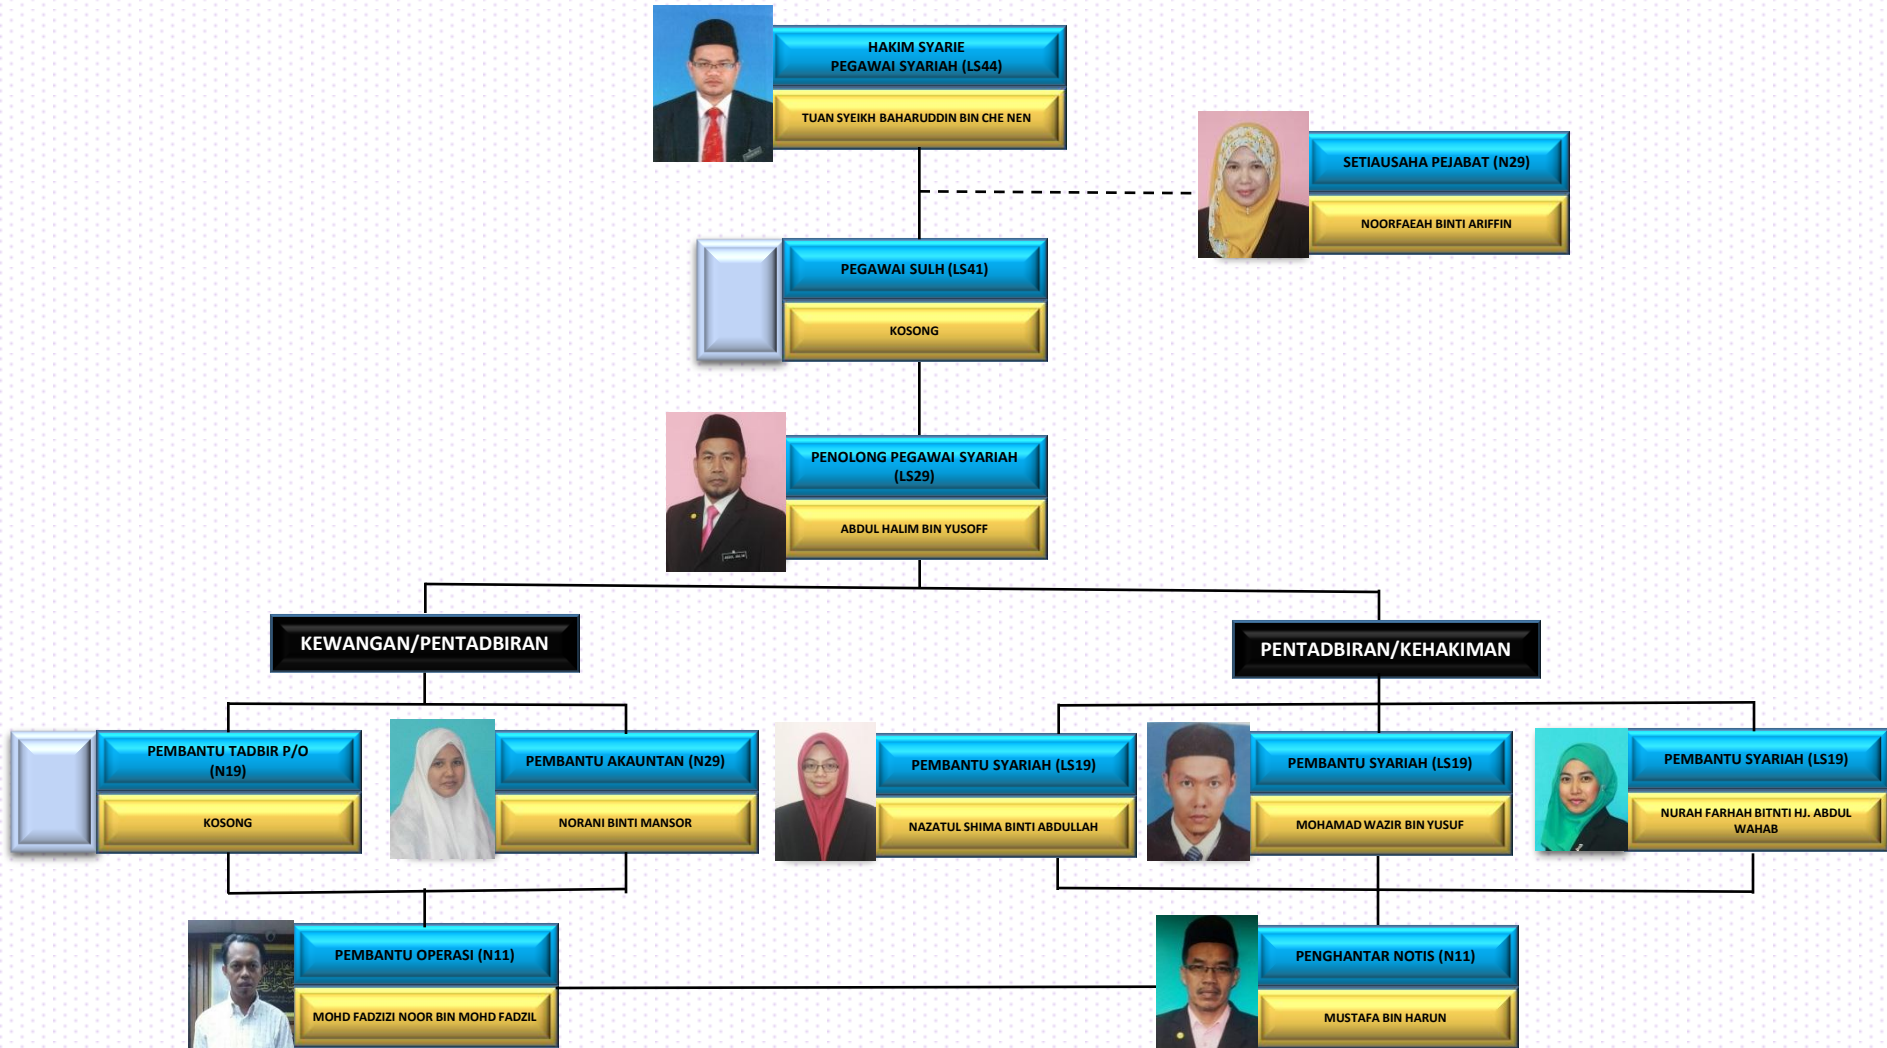 HAKIM SYARIE
PEGAWAI SYARIAH (LS44)
TUAN SYEIKH BAHARUDDIN BIN CHE NEN
SETIAUSAHA PEJABAT (N29)
NOORFAEAH BINTI ARIFFIN
PEGAWAI SULH (LS41)
KOSONG
PENOLONG PEGAWAI SYARIAH
(LS29)
ABDUL HALIM BIN YUSOFF
KEWANGAN/PENTADBIRAN
PENTADBIRAN/KEHAKIMAN
PEMBANTU TADBIR P/O
(N19)
KOSONG
PEMBANTU AKAUNTAN (N29)
NORANI BINTI MANSOR
PEMBANTU SYARIAH (LS19)
NAZATUL SHIMA BINTI ABDULLAH
PEMBANTU SYARIAH (LS19)
MOHAMAD WAZIR BIN YUSUF
PEMBANTU SYARIAH (LS19)
NURAH FARHAH BITNTI HJ. ABDUL
WAHAB
PEMBANTU OPERASI (N11)
MOHD FADZIZI NOOR BIN MOHD FADZIL
PENGHANTAR NOTIS (N11)
MUSTAFA BIN HARUN